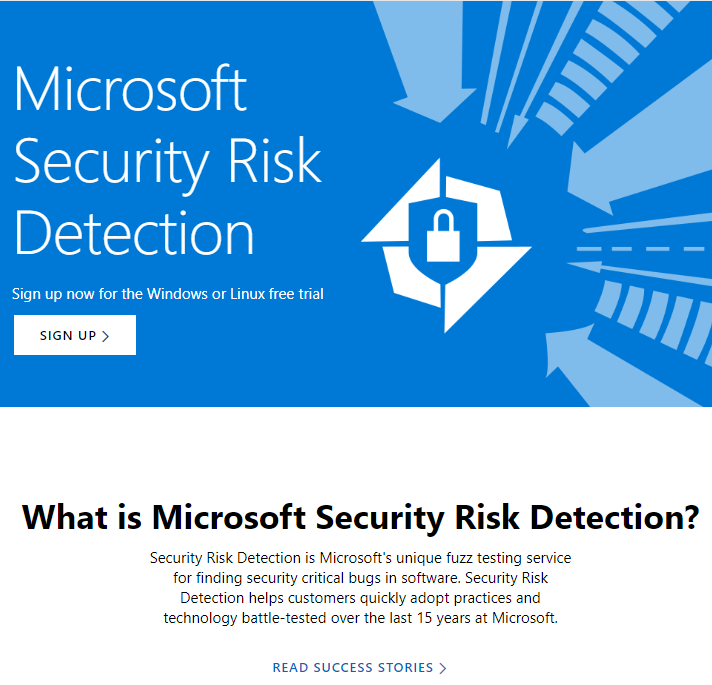 Microsoft
Security Risk
Detection
Sign up now for the Windows or Linux free trial
SIGN UP
What is Microsoft Security Risk Detection?
Security Risk Detection is Microsoft's unique fuzz testing service
for finding security critical bugs in software. Security Risk
Detection helps customers quickly adopt practices and
technology battle-tested over the last 15 years at Microsoft.
READ SUCCESS STORIES